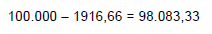 100.000 – 1916,66 = 98.083,33